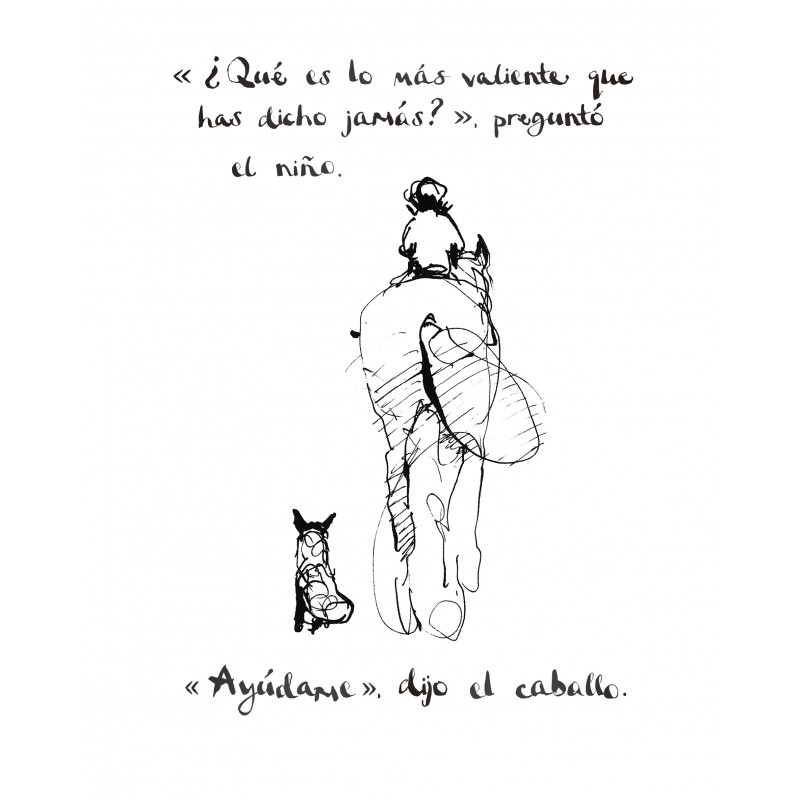 « ¿Qué es lo más valiente que
has dicho jamás? », preguntó
el niño.
« Ayúdame », dijo el caballo.